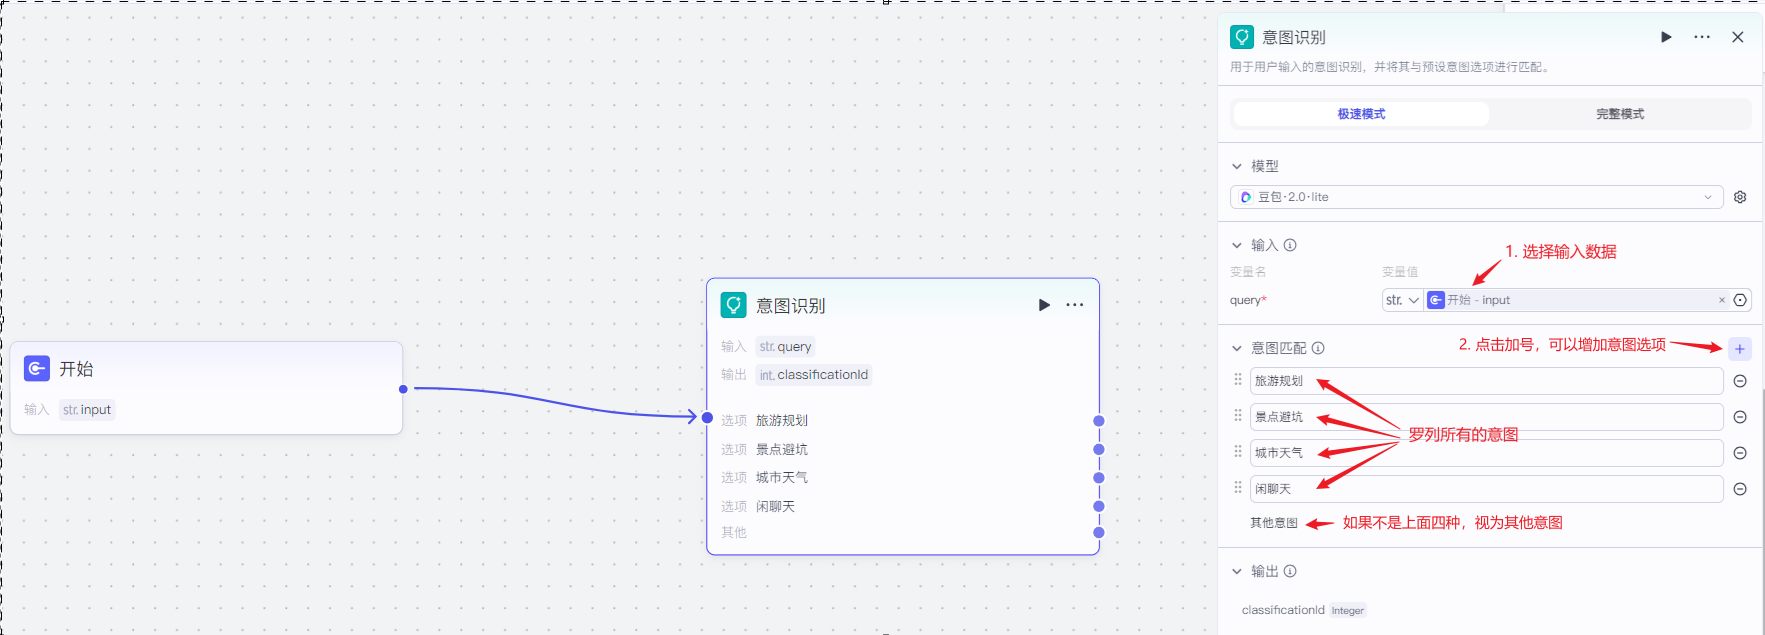 开始
输入 str. input
意图识别
输入 str. query
输出 int. classificationId
选项 旅游规划
选项 景点避坑
选项 城市天气
选项 闲聊天
其他
意图识别
用于用户输入的意图识别，并将其与预设意图选项进行匹配。
极速模式 完整模式
模型
豆包·2.0·lite
输入
1. 选择输入数据
变量名 变量值
query* str. 开始 - input
意图匹配
2. 点击加号，可以增加意图选项
旅游规划
景点避坑
罗列所有的意图
城市天气
闲聊天
其他意图 如果不是上面四种，视为其他意图
输出
classificationId Integer